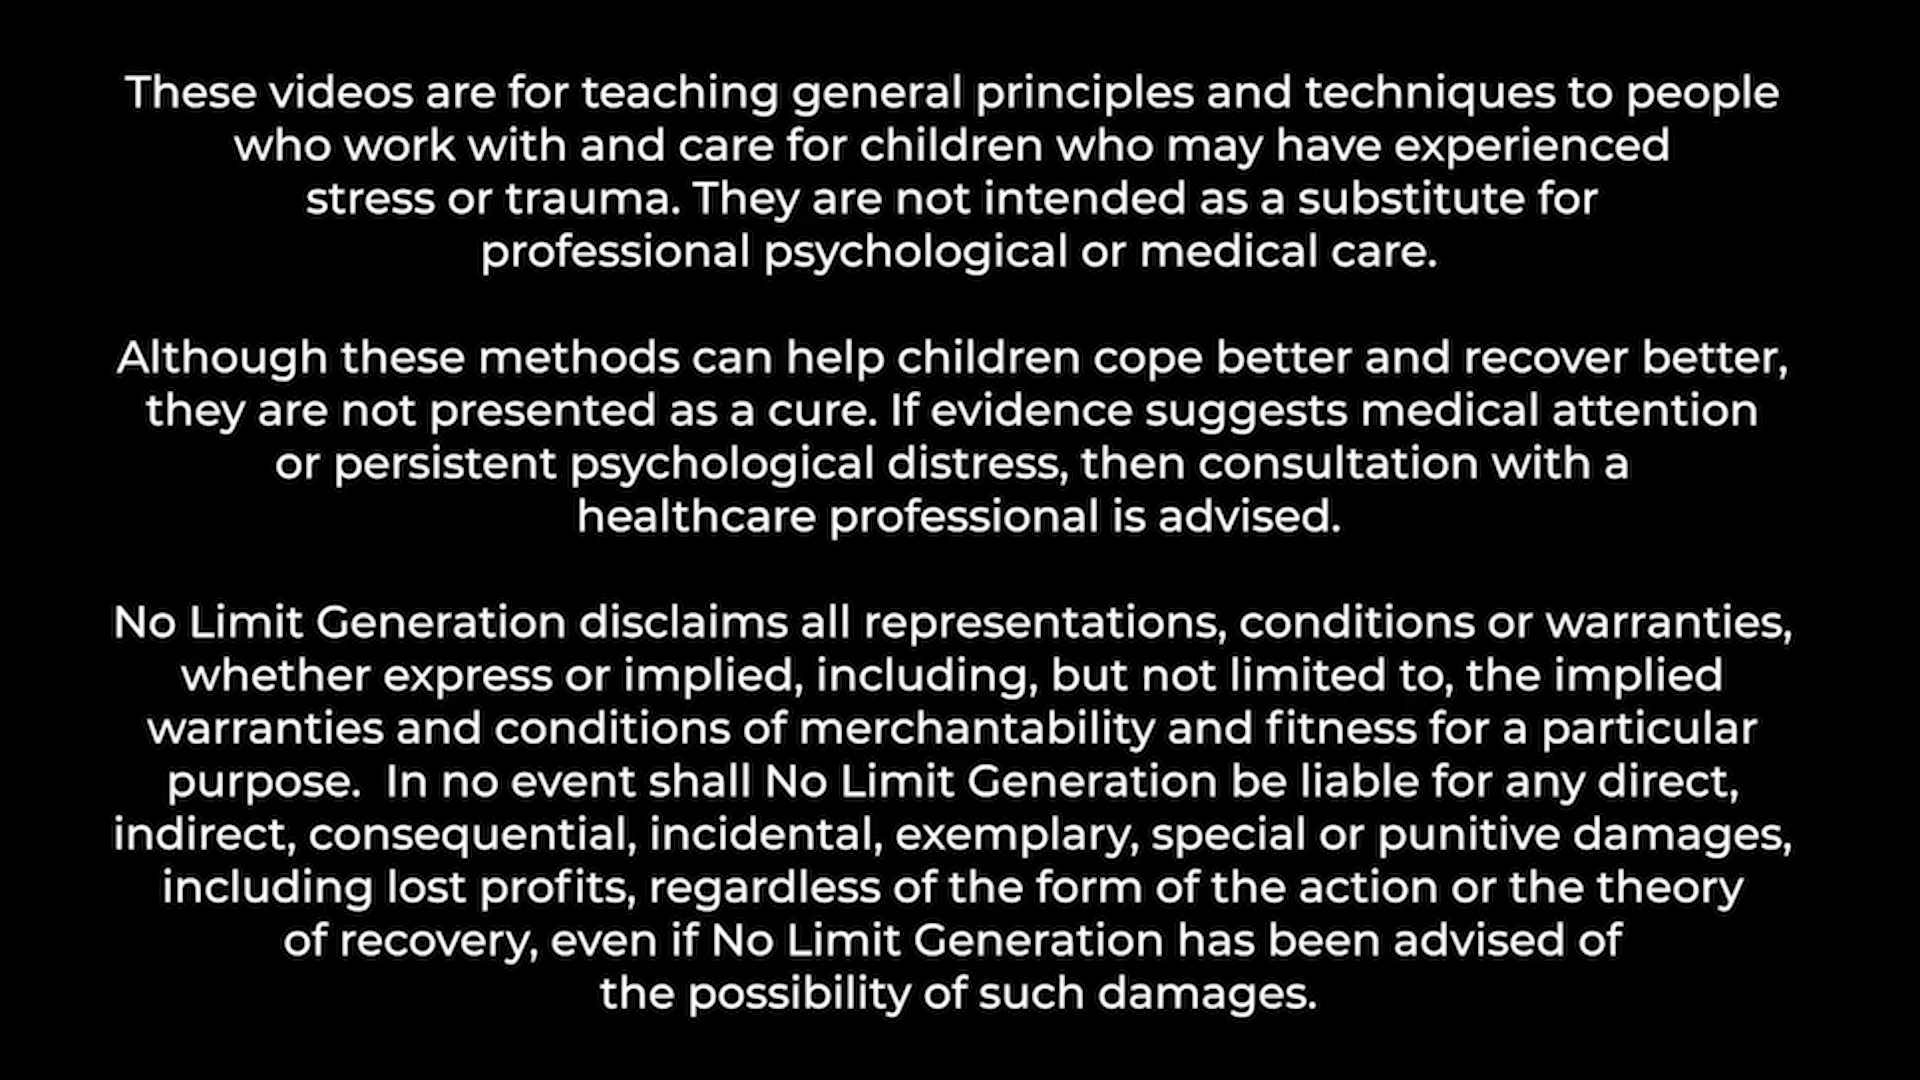 These videos are for teaching general principles and techniques to people
who work with and care for children who may have experienced
stress or trauma. They are not intended as a substitute for
professional psychological or medical care.
Although these methods can help children cope better and recover better,
they are not presented as a cure. If evidence suggests medical attention
or persistent psychological distress, then consultation with a
healthcare professional is advised.
No Limit Generation disclaims all representations, conditions or warranties,
whether express or implied, including, but not limited to, the implied
warranties and conditions of merchantability and fitness for a particular
purpose.  In no event shall No Limit Generation be liable for any direct,
indirect, consequential, incidental, exemplary, special or punitive damages,
including lost profits, regardless of the form of the action or the theory
of recovery, even if No Limit Generation has been advised of
the possibility of such damages.